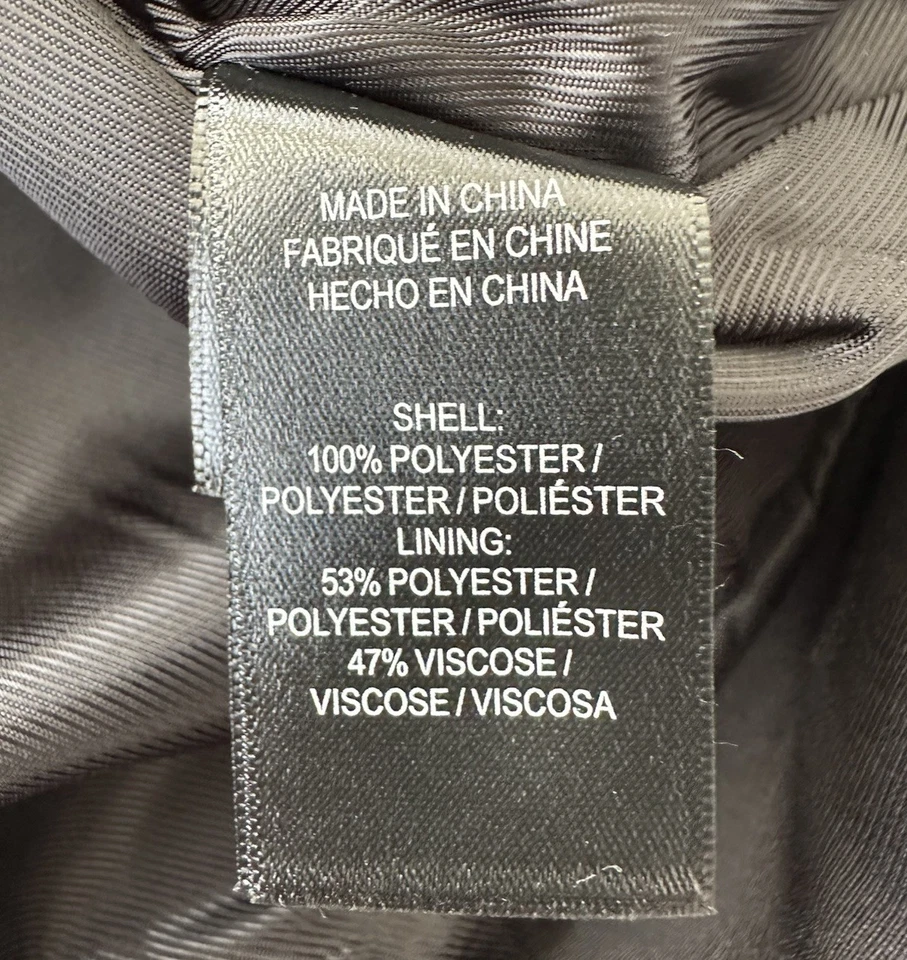 MADE IN CHINA
FABRIQUÉ EN CHINE
HECHO EN CHINA
SHELL:
100% POLYESTER /
POLYESTER / POLIÉSTER
LINING:
53% POLYESTER /
POLYESTER / POLIÉSTER
47% VISCOSE /
VISCOSE / VISCOSA